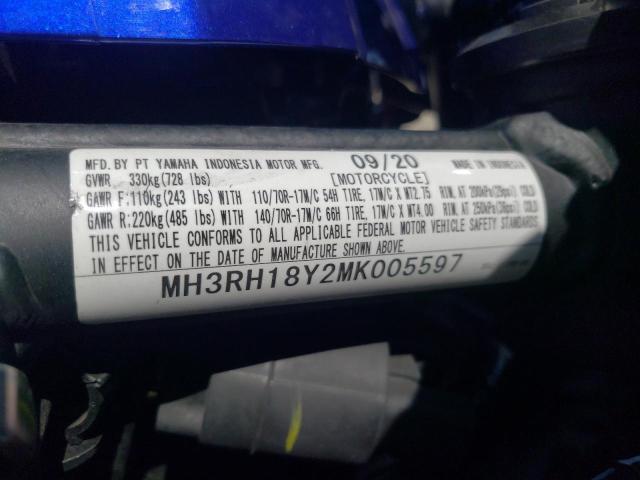 MFD. BY PT YAMAHA INDONESIA MOTOR MFG. 09/20 MADE IN INDONESIA
GVWR 330kg(728 lbs) [MOTORCYCLE]
GAWR F:110kg(243 lbs) WITH 110/70R-17M/C 54H TIRE, 17M/C X MT2.75 RIM, AT 200kPa(29psi) COLD
GAWR R:220kg(485 lbs) WITH 140/70R-17M/C 66H TIRE, 17M/C X MT4.00 RIM, AT 250kPa(36psi) COLD
THIS VEHICLE CONFORMS TO ALL APPLICABLE FEDERAL MOTOR VEHICLE SAFETY STANDARDS
IN EFFECT ON THE DATE OF MANUFACTURE SHOWN ABOVE.
MH3RH18Y2MK005597